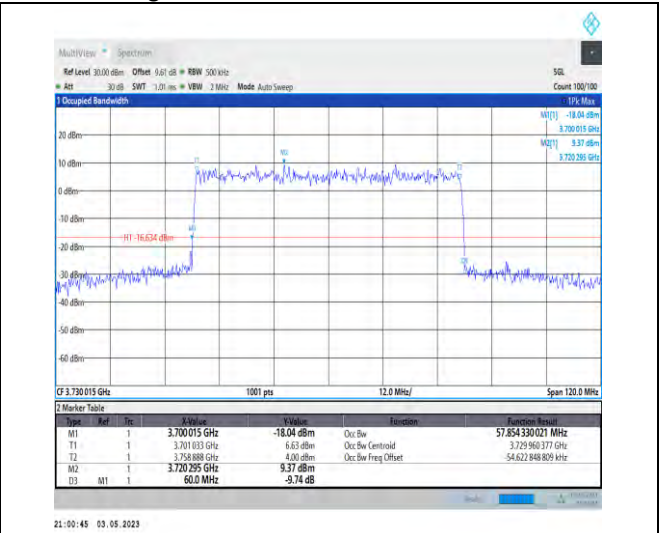 MultiView Spectrum
Ref Level 30.00 dBm Offset 9.61 dB RBW 500 kHz SGL
Att 30 dB SWT 1.01 ms VBW 2 MHz Mode Auto Sweep Count 100/100
1 Occupied Bandwidth 1Pk Max
M1[1] -18.04 dBm
3.700 015 GHz
M2[1] 9.37 dBm
3.720 295 GHz
20 dBm
M2
10 dBm
T1
T2
0 dBm
-10 dBm
M1
H1 -16.634 dBm
-20 dBm
D3
-30 dBm
-40 dBm
-50 dBm
-60 dBm
CF 3.730 015 GHz 1001 pts 12.0 MHz/ Span 120.0 MHz
2 Marker Table
Type Ref Trc X-Value Y-Value Function Function Result
M1 1 3.700 015 GHz -18.04 dBm Occ Bw 57.854 330 021 MHz
T1 1 3.701 033 GHz 6.63 dBm Occ Bw Centroid 3.729 960 377 GHz
T2 1 3.758 888 GHz 4.00 dBm Occ Bw Freq Offset -54.622 848 809 kHz
M2 1 3.720 295 GHz 9.37 dBm
D3 M1 1 60.0 MHz -9.74 dB
21:00:45 03.05.2023